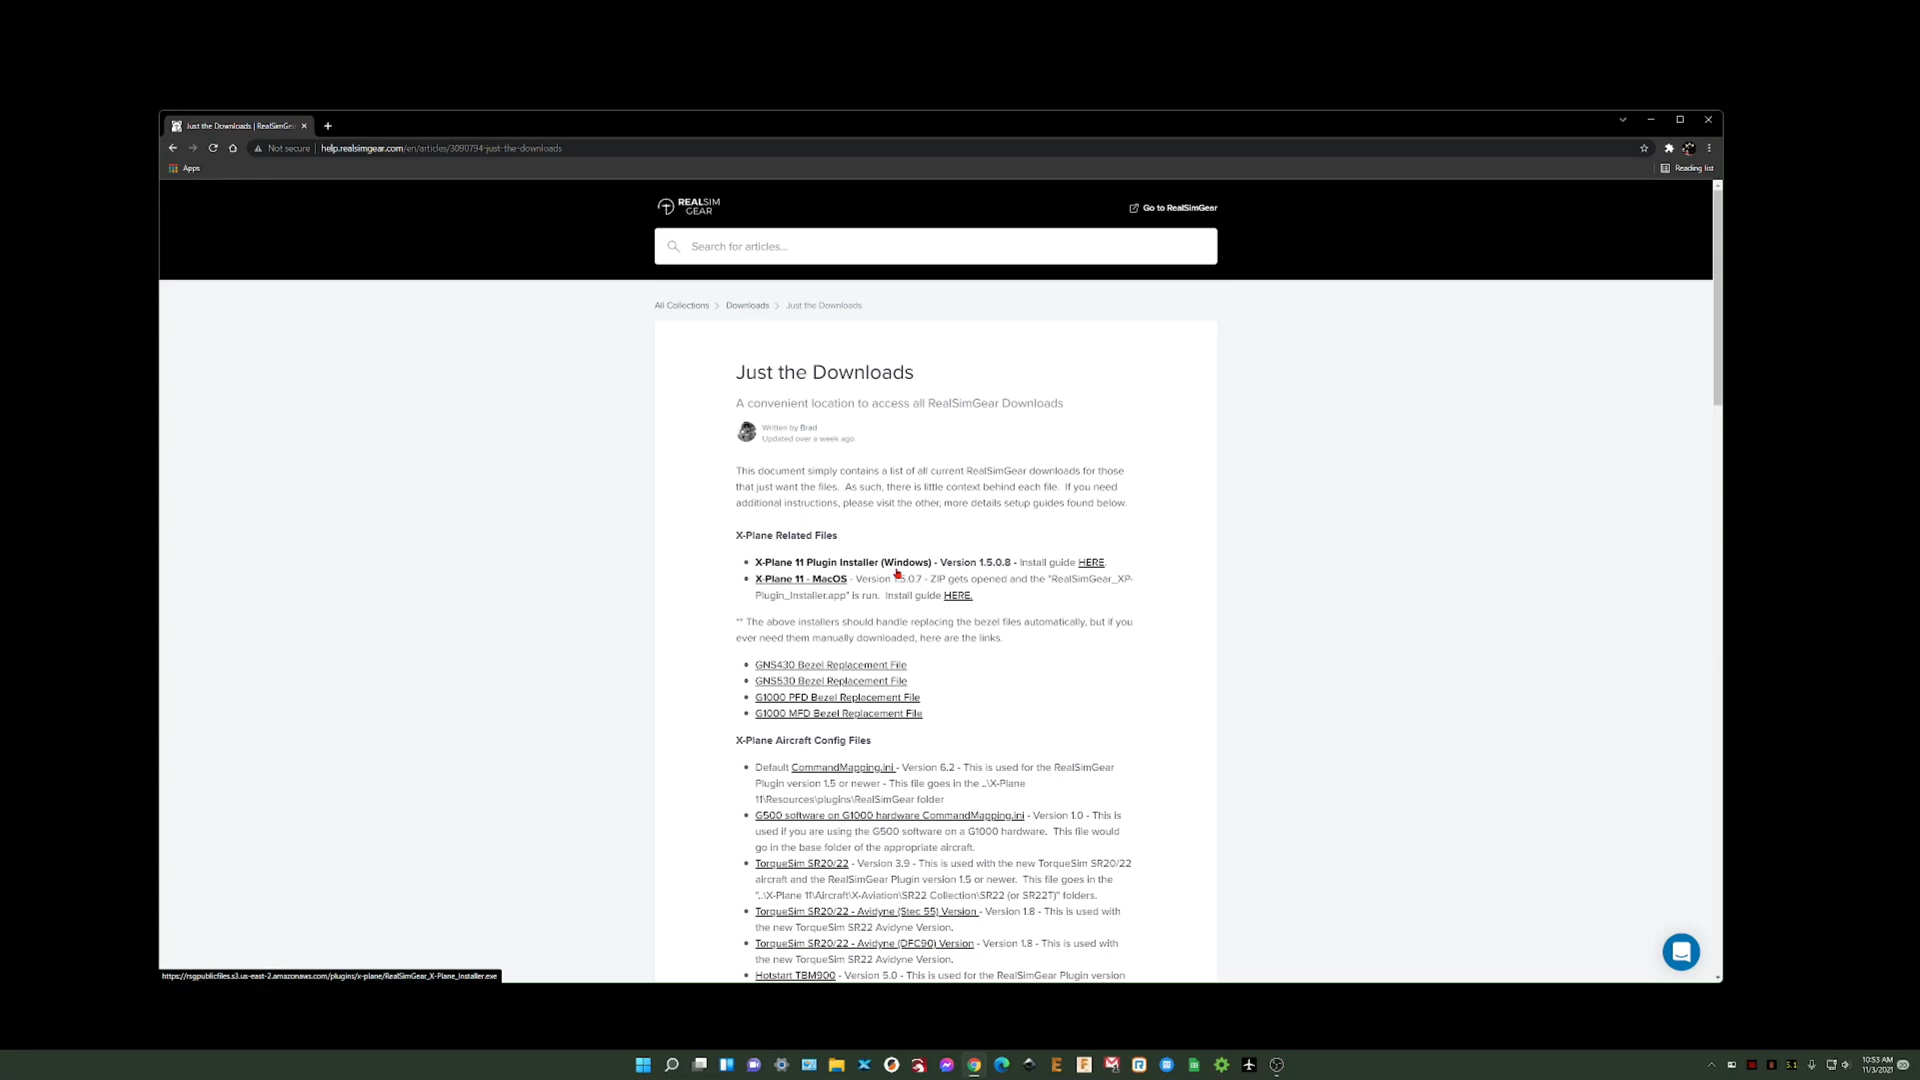 Just the Downloads | RealSimGe
Not secure | help.realsimgear.com/en/articles/3090794-just-the-downloads
Apps
Reading list
REALSIM
GEAR
Go to RealSimGear
Search for articles...
All Collections > Downloads > Just the Downloads
Just the Downloads
A convenient location to access all RealSimGear Downloads
Written by Brad
Updated over a week ago
This document simply contains a list of all current RealSimGear downloads for those
that just want the files. As such, there is little context behind each file. If you need
additional instructions, please visit the other, more details setup guides found below.
X-Plane Related Files
X-Plane 11 Plugin Installer (Windows) - Version 1.5.0.8 - Install guide HERE.
X-Plane 11 - MacOS - Version 1.5.0.7 - ZIP gets opened and the "RealSimGear_XP-
Plugin_Installer.app" is run. Install guide HERE.
** The above installers should handle replacing the bezel files automatically, but if you
ever need them manually downloaded, here are the links.
GNS430 Bezel Replacement File
GNS530 Bezel Replacement File
G1000 PFD Bezel Replacement File
G1000 MFD Bezel Replacement File
X-Plane Aircraft Config Files
Default CommandMapping.ini - Version 6.2 - This is used for the RealSimGear
Plugin version 1.5 or newer - This file goes in the ..\X-Plane
11\Resources\plugins\RealSimGear folder
G500 software on G1000 hardware CommandMapping.ini - Version 1.0 - This is
used if you are using the G500 software on a G1000 hardware. This file would
go in the base folder of the appropriate aircraft.
TorqueSim SR20/22 - Version 3.9 - This is used with the new TorqueSim SR20/22
aircraft and the RealSimGear Plugin version 1.5 or newer. This file goes in the
"..\X-Plane 11\Aircraft\X-Aviation\SR22 Collection\SR22 (or SR22T)" folders.
TorqueSim SR20/22 - Avidyne (Stec 55) Version - Version 1.8 - This is used with
the new TorqueSim SR22 Avidyne Version.
TorqueSim SR20/22 - Avidyne (DFC90) Version - Version 1.8 - This is used with
the new TorqueSim SR22 Avidyne Version.
Hotstart TBM900 - Version 5.0 - This is used for the RealSimGear Plugin version
https://rsgpublicfiles.s3.us-east-2.amazonaws.com/plugins/x-plane/RealSimGear_X-Plane_Installer.exe
5.1
10:53 AM
11/3/2021